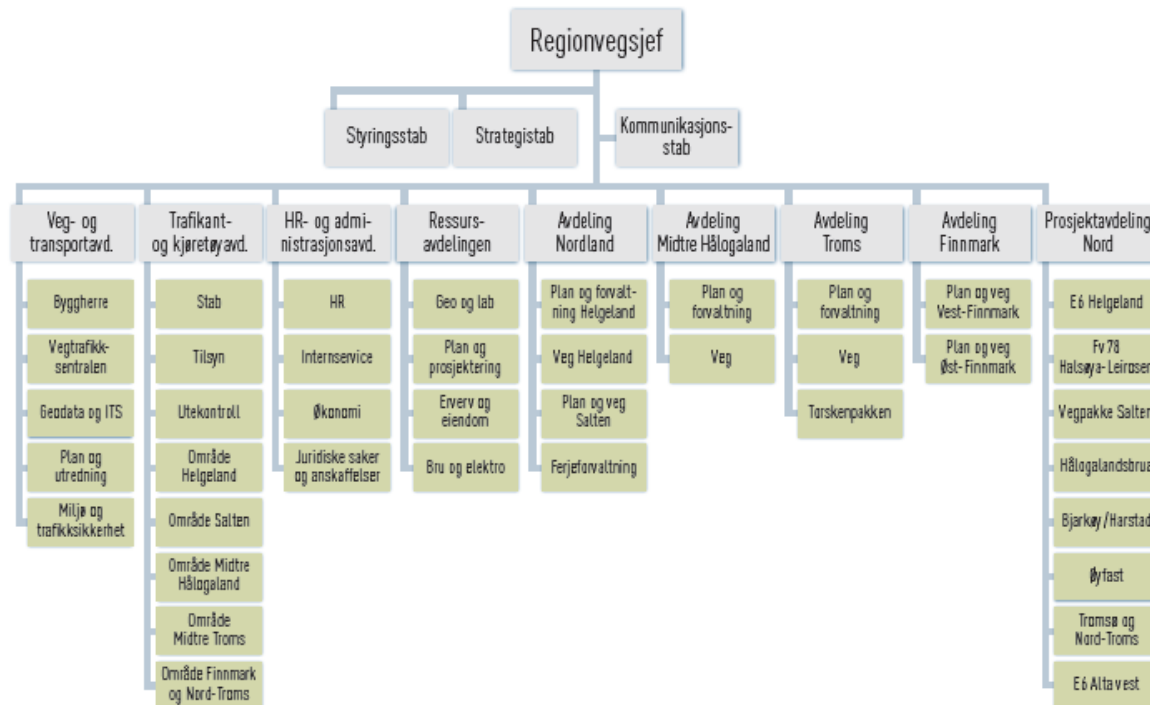 Regionvegsjef
Styringsstab
Strategistab
Kommunikasjons-
stab
Veg- og
transportavd.
Byggherre
Vegtrafikk-
sentralen
Geodata og ITS
Plan og
utredning
Miljø og
trafikksikkerhet
Trafikant-
og kjøretøyavd.
Stab
Tilsyn
Utekontroll
Område
Helgeland
Område Salten
Område Midtre
Hålogaland
Område
Midtre Troms
Område Finnmark
og Nord-Troms
HR- og admi-
nistrasjonsavd.
HR
Internservice
Økonomi
Juridiske saker
og anskaffelser
Ressurs-
avdelingen
Geo og lab
Plan og
prosjektering
Erverv og
eiendom
Bru og elektro
Avdeling
Nordland
Plan og forvalt-
ning Helgeland
Veg Helgeland
Plan og veg
Salten
Ferjeforvaltning
Avdeling
Midtre Hålogaland
Plan og
forvaltning
Veg
Avdeling
Troms
Plan og
forvaltning
Veg
Torskenpakken
Avdeling
Finnmark
Plan og veg
Vest-Finnmark
Plan og veg
Øst-Finnmark
Prosjektavdeling
Nord
E6 Helgeland
Fv 78
Halsøya-Leirosen
Vegpakke Salten
Hålogalandsbrua
Bjarkøy/Harstad
Øyfast
Tromsø og
Nord-Troms
E6 Alta vest